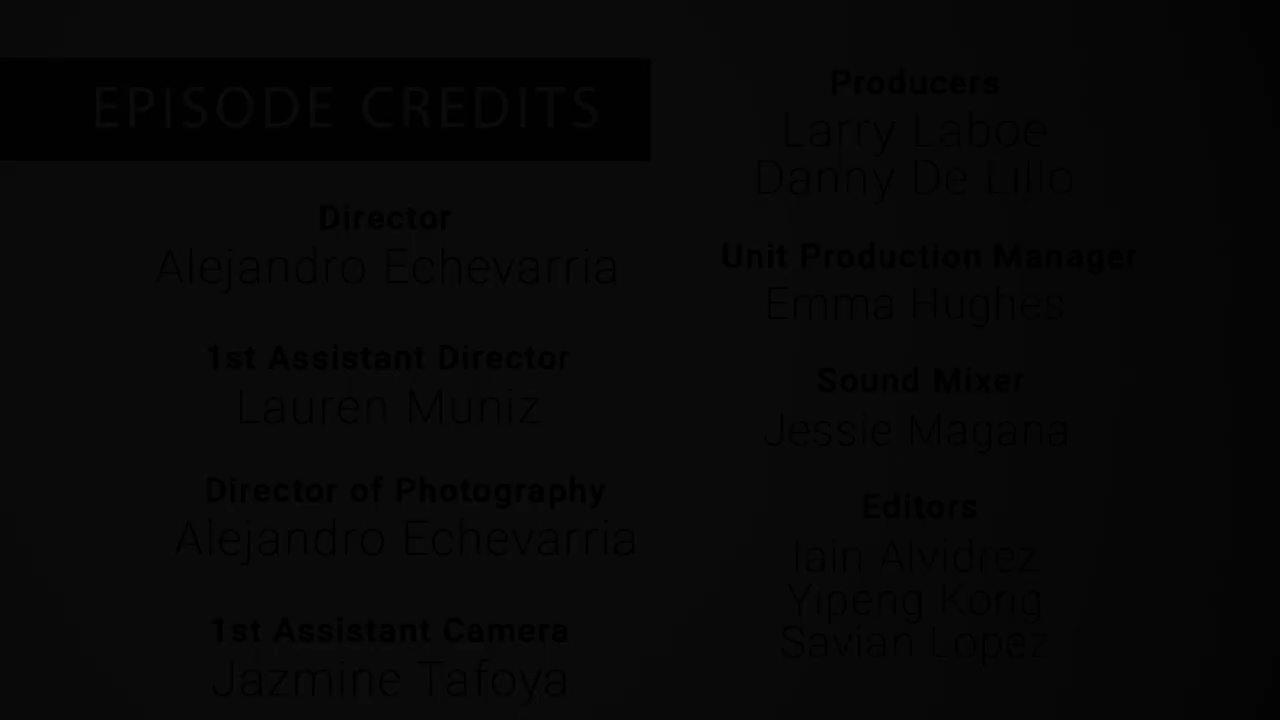 EPISODE CREDITS
Director
Alejandro Echevarria
1st Assistant Director
Lauren Muniz
Director of Photography
Alejandro Echevarria
1st Assistant Camera
Jazmine Tafoya
Producers
Larry Laboe
Danny De Lillo
Unit Production Manager
Emma Hughes
Sound Mixer
Jessie Magana
Editors
Iain Alvidrez
Yipeng Kong
Savian Lopez